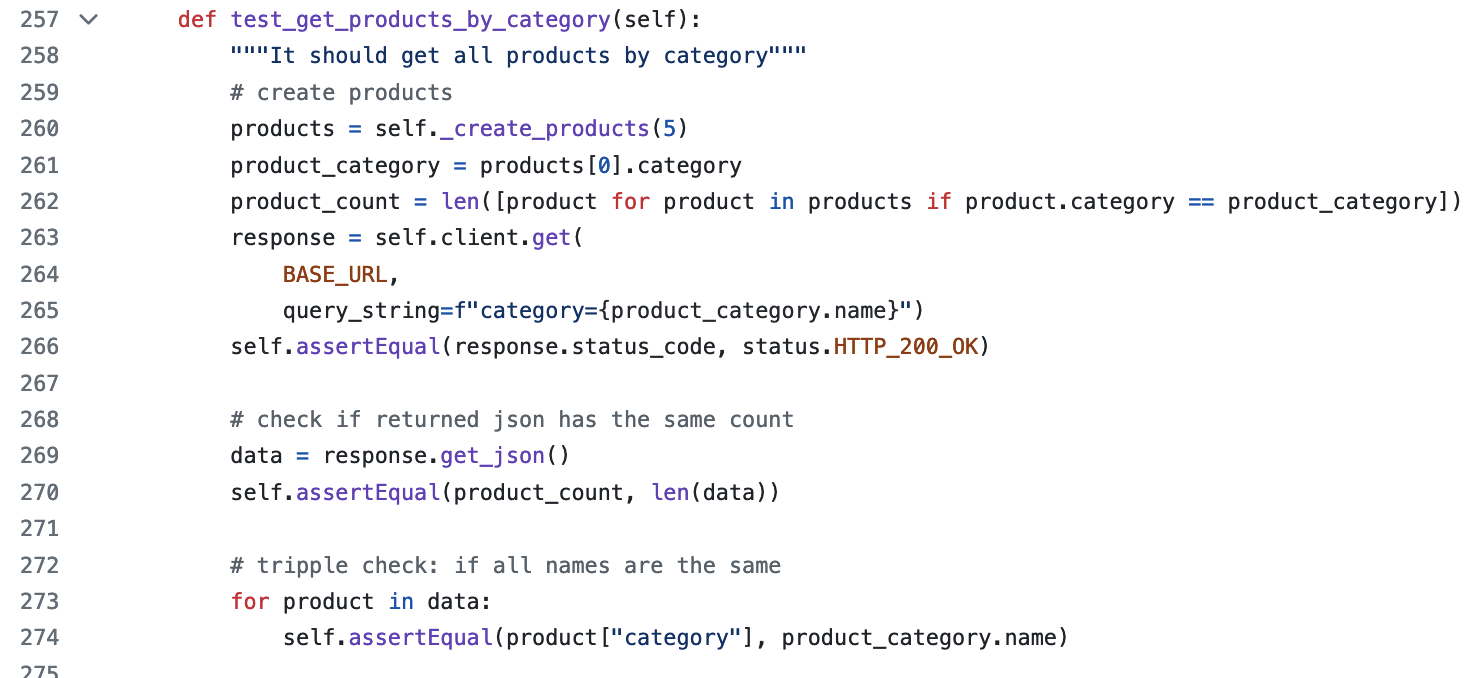 257 def test_get_products_by_category(self):
258 """It should get all products by category"""
259 # create products
260 products = self._create_products(5)
261 product_category = products[0].category
262 product_count = len([product for product in products if product.category == product_category])
263 response = self.client.get(
264 BASE_URL,
265 query_string=f"category={product_category.name}")
266 self.assertEqual(response.status_code, status.HTTP_200_OK)
267
268 # check if returned json has the same count
269 data = response.get_json()
270 self.assertEqual(product_count, len(data))
271
272 # tripple check: if all names are the same
273 for product in data:
274 self.assertEqual(product["category"], product_category.name)
275